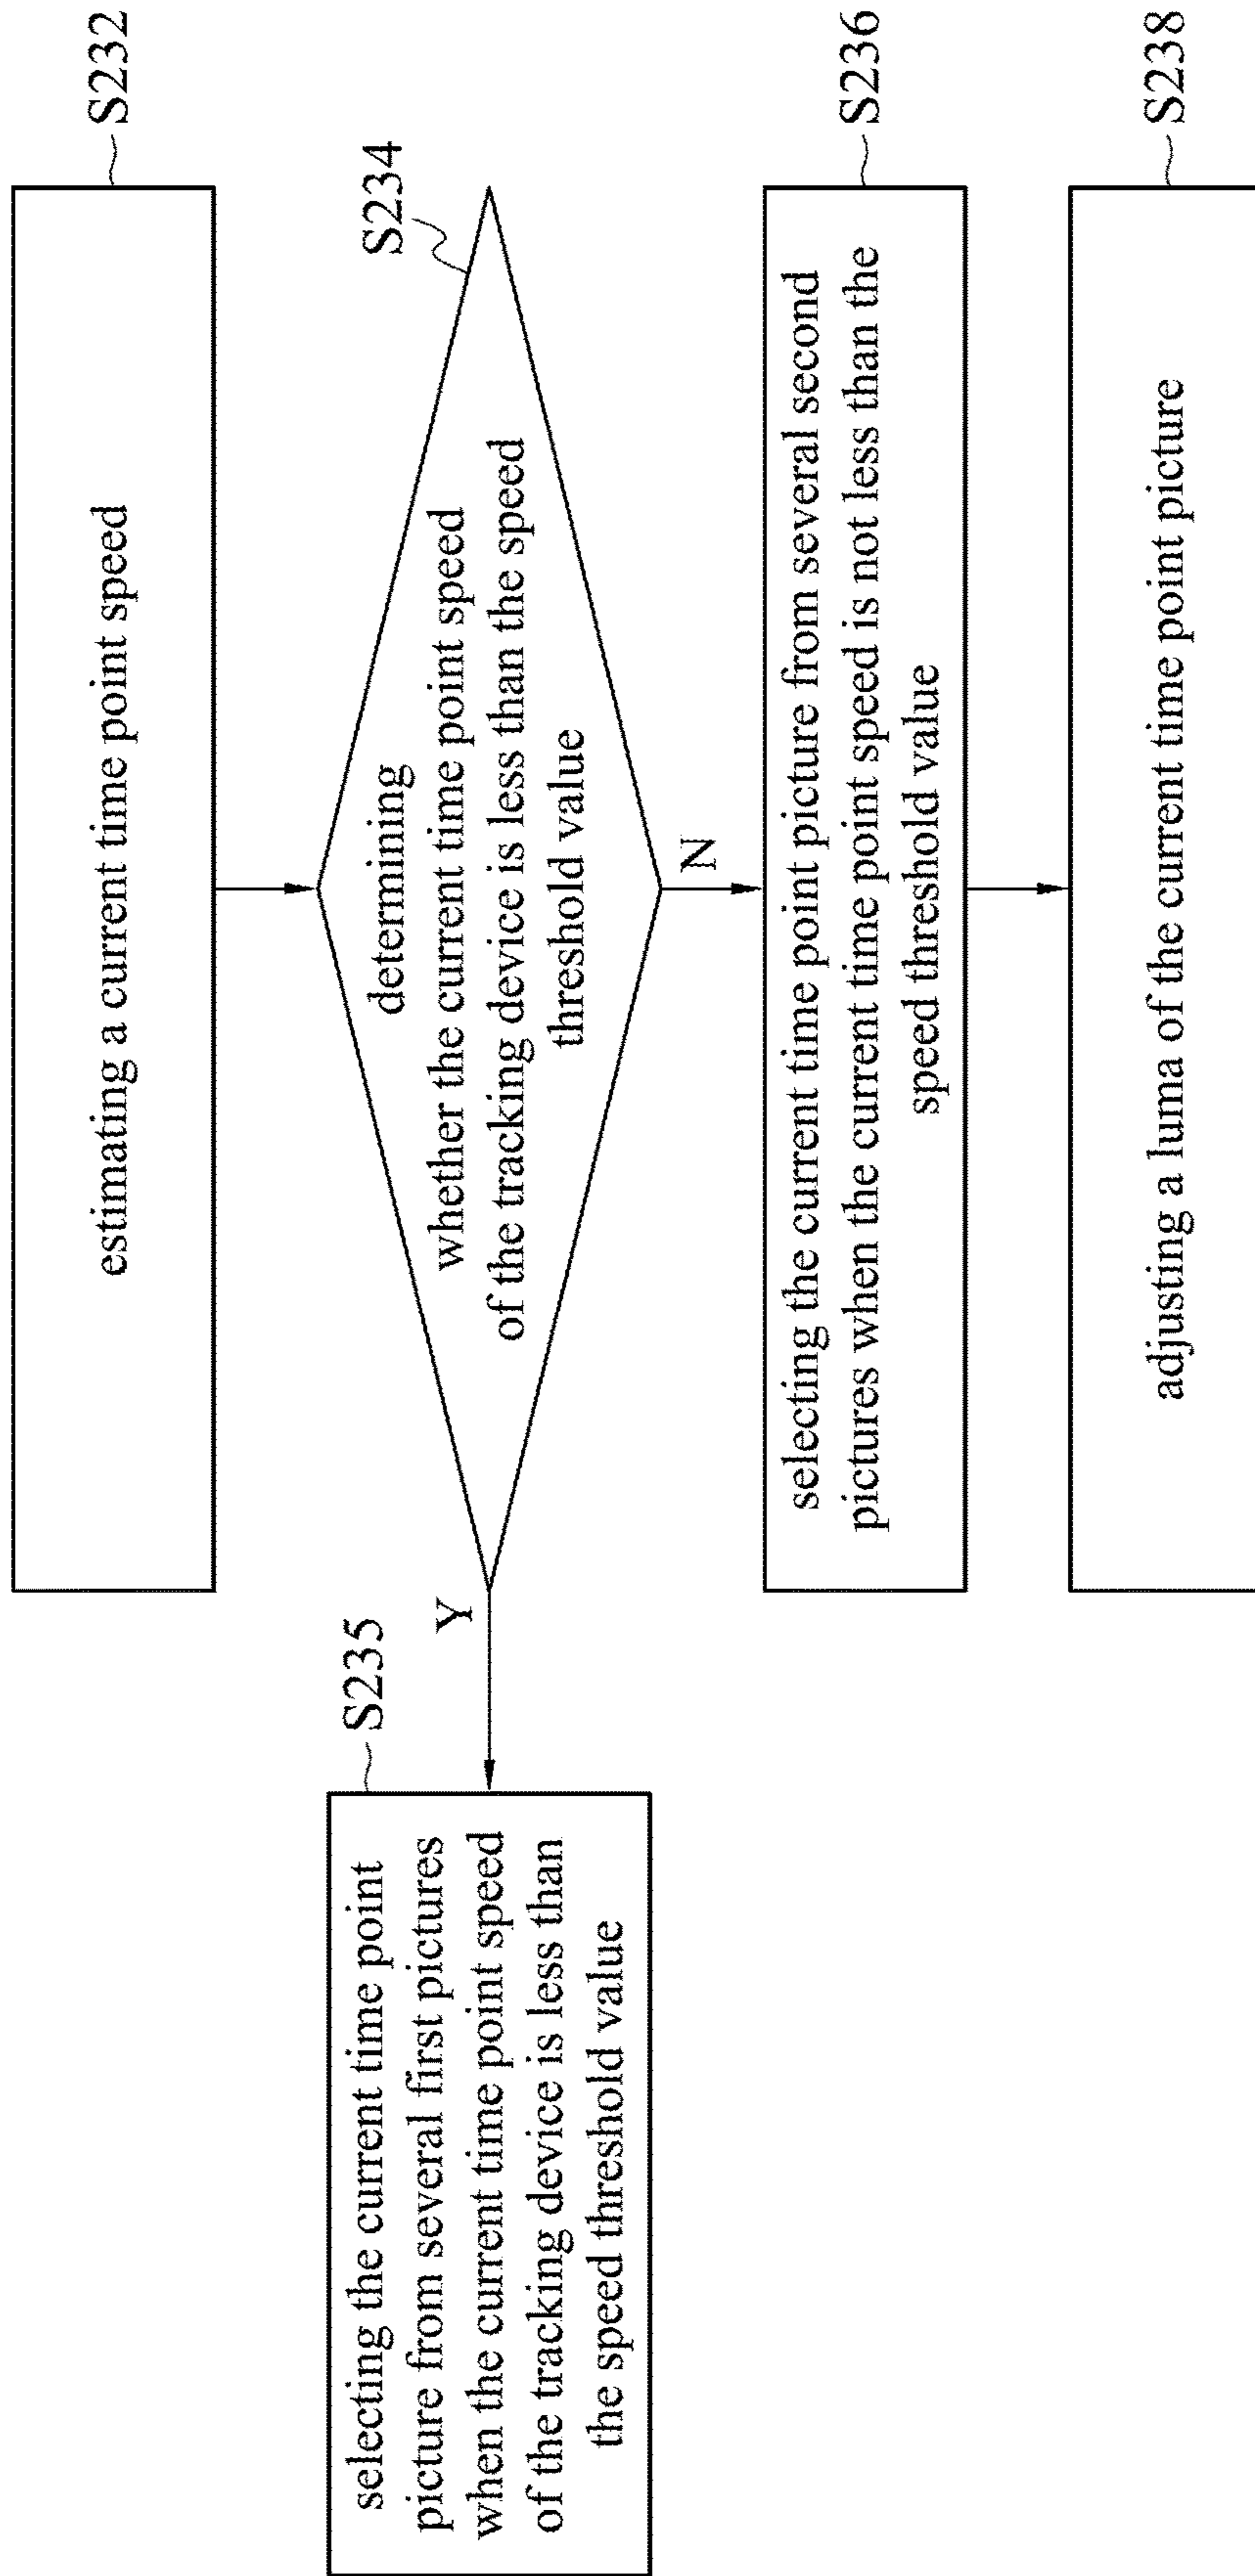 S232
estimating a current time point speed
S234
determining
whether the current time point speed
of the tracking device is less than the speed
threshold value
Y
S235
selecting the current time point
picture from several first pictures
when the current time point speed
of the tracking device is less than
the speed threshold value
N
S236
selecting the current time point picture from several second
pictures when the current time point speed is not less than the
speed threshold value
S238
adjusting a luma of the current time point picture